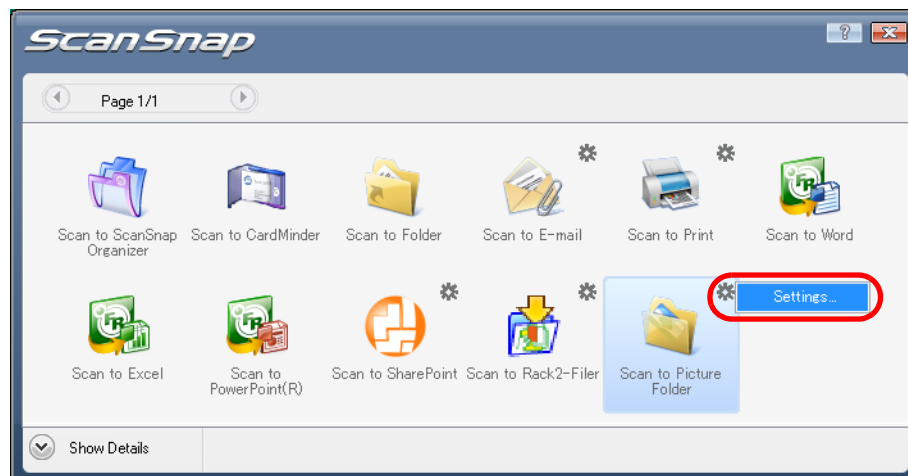 ScanSnap
?
Page 1/1
Scan to ScanSnap
Organizer
Scan to CardMinder
Scan to Folder
Scan to E-mail
Scan to Print
Scan to Word
Settings...
Scan to Excel
Scan to
PowerPoint(R)
Scan to SharePoint
Scan to Rack2-Filer
Scan to Picture
Folder
Show Details